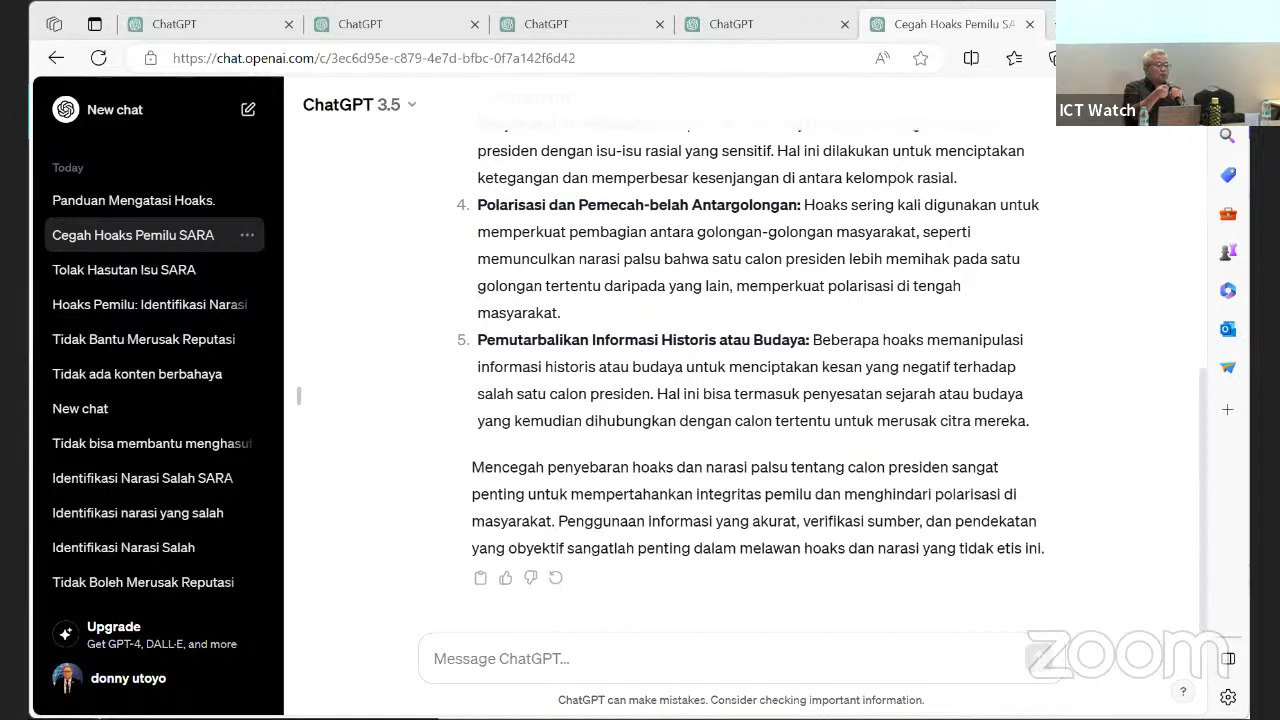 ChatGPT
ChatGPT
ChatGPT
ChatGPT
Cegah Hoaks Pemilu SA
https://chat.openai.com/c/3ec6d95e-c879-4e7d-bfbc-0f7a142f6d42
ICT Watch
New chat
Today
Panduan Mengatasi Hoaks.
Cegah Hoaks Pemilu SARA
Tolak Hasutan Isu SARA
Hoaks Pemilu: Identifikasi Narasi
Tidak Bantu Merusak Reputasi
Tidak ada konten berbahaya
New chat
Tidak bisa membantu menghasut
Identifikasi Narasi Salah SARA
Identifikasi narasi yang salah
Identifikasi Narasi Salah
Tidak Boleh Merusak Reputasi
Upgrade
Get GPT-4, DALL·E, and more
donny utoyo
ChatGPT 3.5
presiden dengan isu-isu rasial yang sensitif. Hal ini dilakukan untuk menciptakan
ketegangan dan memperbesar kesenjangan di antara kelompok rasial.
4. Polarisasi dan Pemecah-belah Antargolongan: Hoaks sering kali digunakan untuk
memperkuat pembagian antara golongan-golongan masyarakat, seperti
memunculkan narasi palsu bahwa satu calon presiden lebih memihak pada satu
golongan tertentu daripada yang lain, memperkuat polarisasi di tengah
masyarakat.
5. Pemutarbalikan Informasi Historis atau Budaya: Beberapa hoaks memanipulasi
informasi historis atau budaya untuk menciptakan kesan yang negatif terhadap
salah satu calon presiden. Hal ini bisa termasuk penyesatan sejarah atau budaya
yang kemudian dihubungkan dengan calon tertentu untuk merusak citra mereka.
Mencegah penyebaran hoaks dan narasi palsu tentang calon presiden sangat
penting untuk mempertahankan integritas pemilu dan menghindari polarisasi di
masyarakat. Penggunaan informasi yang akurat, verifikasi sumber, dan pendekatan
yang obyektif sangatlah penting dalam melawan hoaks dan narasi yang tidak etis ini.
Message ChatGPT...
zoom
ChatGPT can make mistakes. Consider checking important information.
?